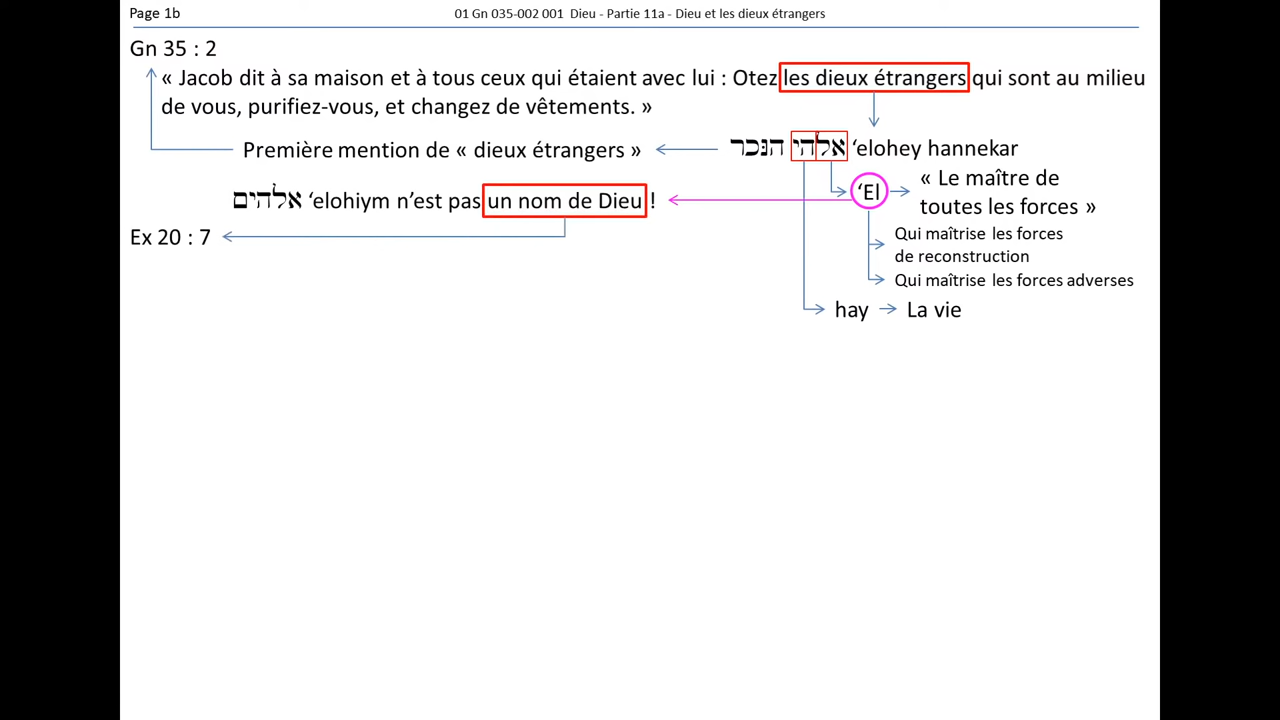 Page 1b
01 Gn 035-002 001  Dieu - Partie 11a - Dieu et les dieux étrangers
Gn 35 : 2
« Jacob dit à sa maison et à tous ceux qui étaient avec lui : Otez les dieux étrangers qui sont au milieu
de vous, purifiez-vous, et changez de vêtements. »
Première mention de « dieux étrangers »
אלהי הנּכר ‘elohey hannekar
‘El
« Le maître de
toutes les forces »
אלהים ‘elohiym n’est pas un nom de Dieu !
Ex 20 : 7
Qui maîtrise les forces
de reconstruction
Qui maîtrise les forces adverses
hay
La vie